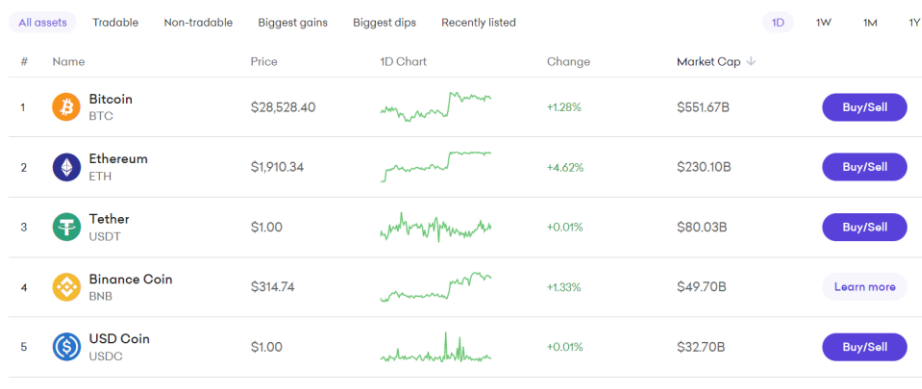 All assets Tradable Non-tradable Biggest gains Biggest dips Recently listed 1D 1W 1M 1Y
# Name Price 1D Chart Change Market Cap ↓
1 Bitcoin $28,528.40 +1.28% $551.67B Buy/Sell
BTC
2 Ethereum $1,910.34 +4.62% $230.10B Buy/Sell
ETH
3 Tether $1.00 +0.01% $80.03B Buy/Sell
USDT
4 Binance Coin $314.74 +1.33% $49.70B Learn more
BNB
5 USD Coin $1.00 +0.01% $32.70B Buy/Sell
USDC